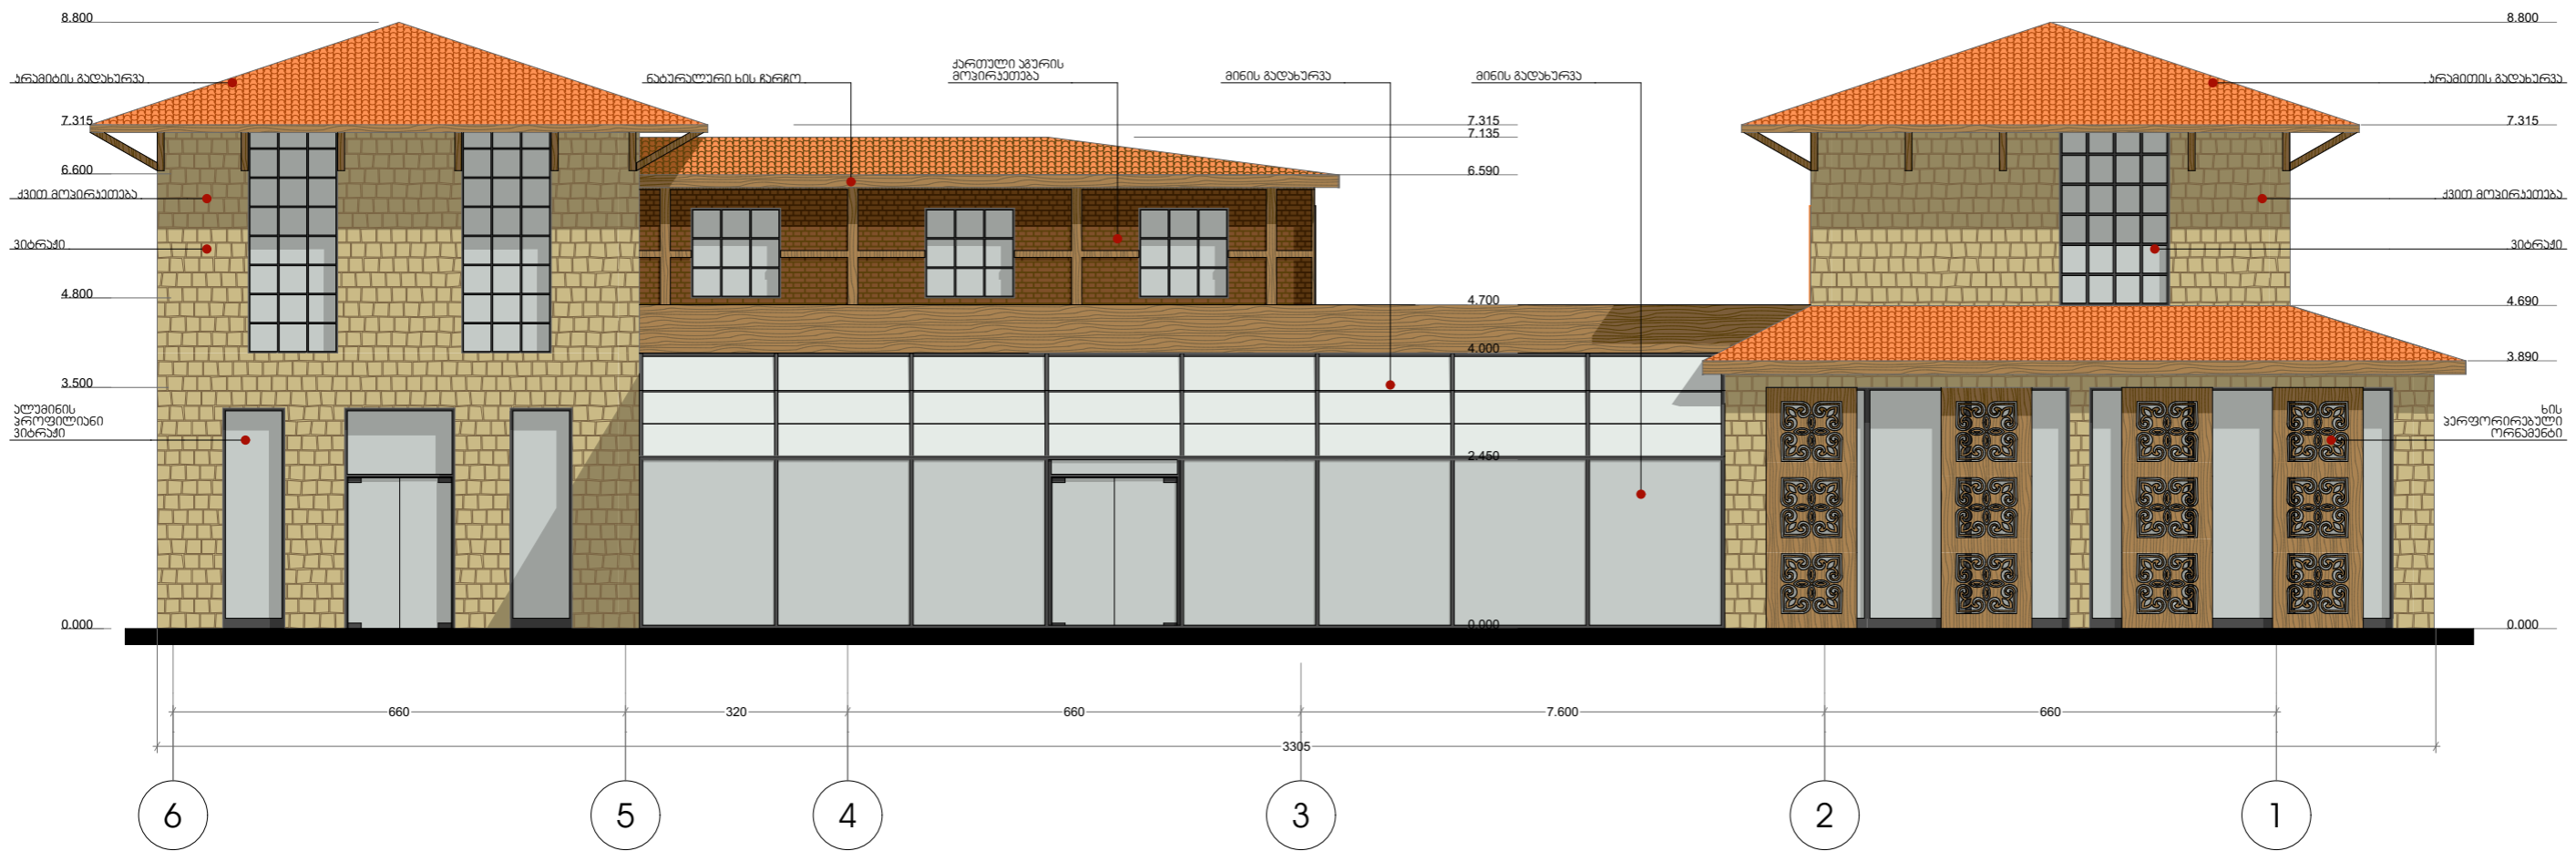 8.800
8.800
ქართული აგურის
მოპირკეთება
კრამიტის გადახურვა
ნატურალური ხის ჩარჩო
მინის გადახურვა
მინის გადახურვა
კრამიტის გადახურვა
7.315
7.315
7.315
7.135
6.600
6.590
ქვით მოპირკეთება
ქვით მოპირკეთება
ვიტრაჟი
ვიტრაჟი
4.800
4.700
4.690
4.000
3.890
3.500
ალუმინის
პროფილიანი
ვიტრაჟი
ხის
პერფორირებული
ორნამენტი
2.450
0.000
0.000
0.000
660
320
660
7.600
660
3305
6
5
4
3
2
1